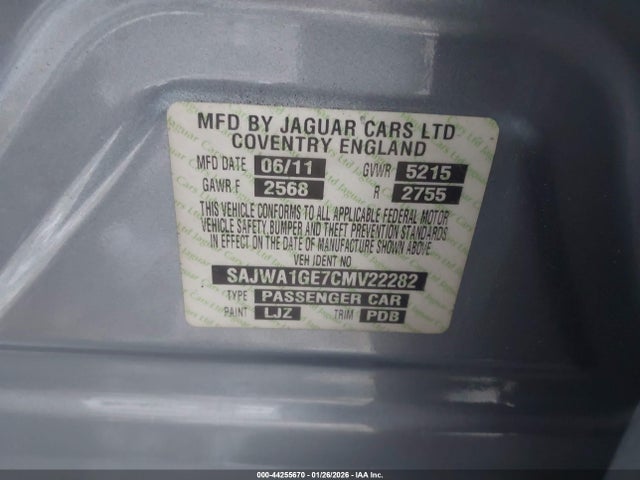 MFD BY JAGUAR CARS LTD
COVENTRY ENGLAND
MFD DATE 06/11 GVWR 5215
GAWR F 2568 R 2755
THIS VEHICLE CONFORMS TO ALL APPLICABLE FEDERAL MOTOR
VEHICLE SAFETY, BUMPER AND THEFT PREVENTION STANDARDS
IN EFFECT ON THE DATE OF MANUFACTURE SHOWN ABOVE.
VEH IDENT NO
SAJWA1GE7CMV22282
TYPE PASSENGER CAR
PAINT LJZ TRIM PDB
000-44255670 - 01/26/2026 - IAA Inc.